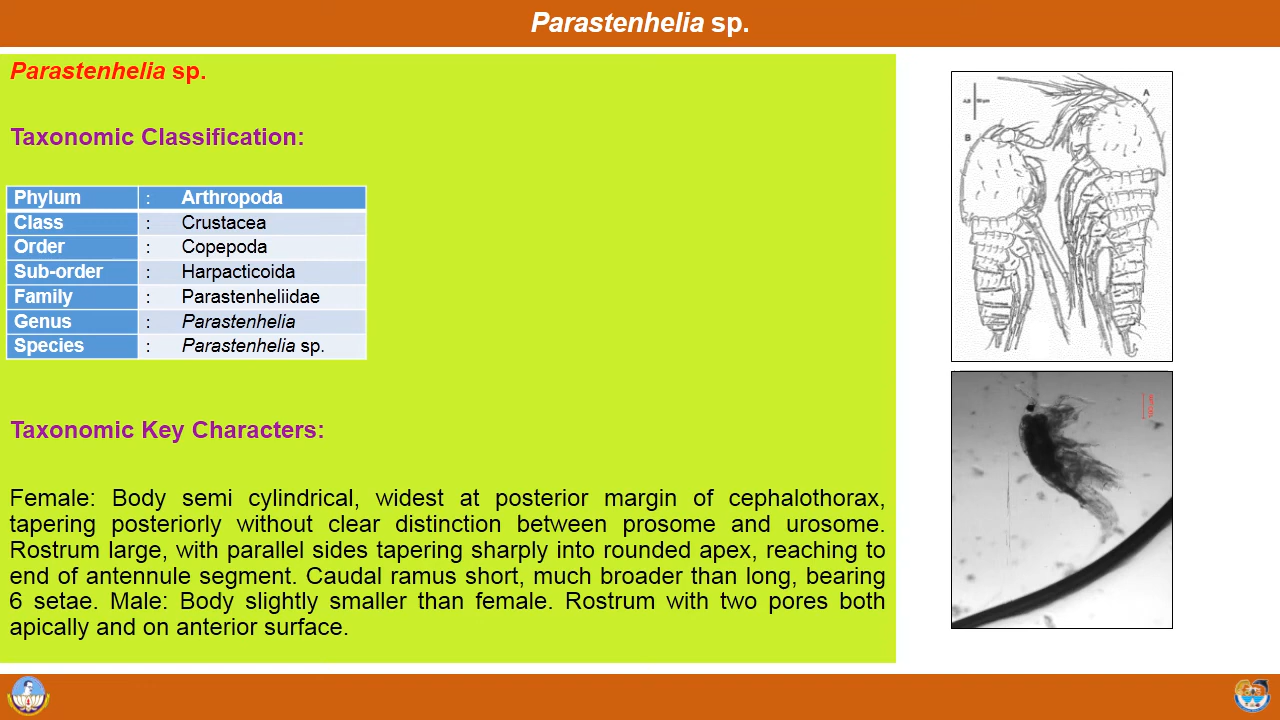 Parastenhelia sp.
Parastenhelia sp.
Taxonomic Classification:
Phylum : Arthropoda
Class : Crustacea
Order : Copepoda
Sub-order : Harpacticoida
Family : Parastenheliidae
Genus : Parastenhelia
Species : Parastenhelia sp.
Taxonomic Key Characters:
Female: Body semi cylindrical, widest at posterior margin of cephalothorax,
tapering posteriorly without clear distinction between prosome and urosome.
Rostrum large, with parallel sides tapering sharply into rounded apex, reaching to
end of antennule segment. Caudal ramus short, much broader than long, bearing
6 setae. Male: Body slightly smaller than female. Rostrum with two pores both
apically and on anterior surface.
A
B